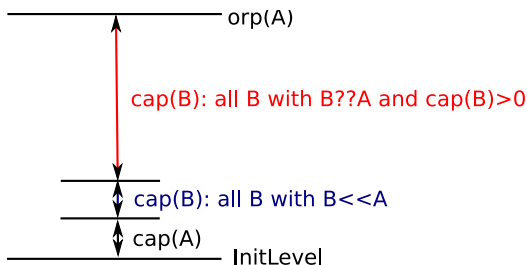 orp(A)
cap(B): all B with B??A and cap(B)>0
cap(B): all B with B<<A
cap(A)
InitLevel